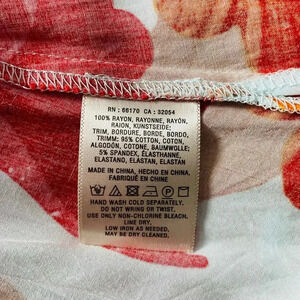 RN : 66170 CA : 32054
100% RAYON, RAYONNE, RAYÓN,
RAION, KUNSTSEIDE;
TRIM, BORDURE, BORDE, BORDO,
TRIMM: 95% COTTON, COTON,
ALGODÓN, COTONE, BAUMWOLLE;
5% SPANDEX, ÉLASTHANNE,
ELASTANO, ELASTAN, ELASTAN
MADE IN CHINA, HECHO EN CHINA,
FABRIQUÉ EN CHINE
HAND WASH COLD SEPARATELY.
DO NOT WRING OR TWIST.
USE ONLY NON-CHLORINE BLEACH.
LINE DRY.
LOW IRON AS NEEDED.
MAY BE DRY CLEANED.